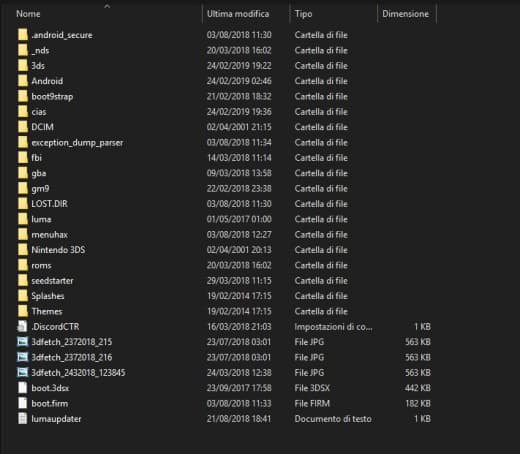 Nome Ultima modifica Tipo Dimensione
.android_secure 03/08/2018 11:30 Cartella di file
_nds 20/03/2018 16:02 Cartella di file
3ds 24/02/2019 19:22 Cartella di file
Android 24/02/2019 02:46 Cartella di file
boot9strap 21/02/2018 18:32 Cartella di file
cias 24/02/2019 19:36 Cartella di file
DCIM 02/04/2001 21:15 Cartella di file
exception_dump_parser 03/08/2018 11:34 Cartella di file
fbi 14/03/2018 11:14 Cartella di file
gba 09/03/2018 13:58 Cartella di file
gm9 22/02/2018 23:38 Cartella di file
LOST.DIR 03/08/2018 11:30 Cartella di file
luma 01/05/2017 01:00 Cartella di file
menuhax 03/08/2018 12:27 Cartella di file
Nintendo 3DS 02/04/2001 20:13 Cartella di file
roms 20/03/2018 16:02 Cartella di file
seedstarter 29/03/2018 11:15 Cartella di file
Splashes 19/02/2014 17:15 Cartella di file
Themes 19/02/2014 17:15 Cartella di file
.DiscordCTR 16/03/2018 21:03 Impostazioni di co... 1 KB
3dfetch_2372018_215 23/07/2018 03:01 File JPG 563 KB
3dfetch_2372018_216 23/07/2018 03:01 File JPG 563 KB
3dfetch_2432018_123845 24/03/2018 12:38 File JPG 563 KB
boot.3dsx 23/09/2017 17:58 File 3DSX 442 KB
boot.firm 03/08/2018 11:33 File FIRM 182 KB
lumaupdater 21/08/2018 18:41 Documento di testo 1 KB